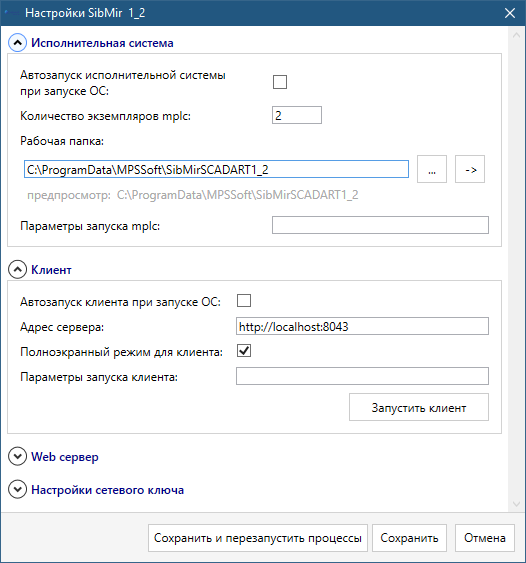 Настройки SibMir 1_2
Исполнительная система
Автозапуск исполнительной системы
при запуске ОС:
Количество экземпляров mplc: 2
Рабочая папка:
C:\ProgramData\MPSSoft\SibMirSCADART1_2 ... ->
предпросмотр: C:\ProgramData\MPSSoft\SibMirSCADART1_2
Параметры запуска mplc:
Клиент
Автозапуск клиента при запуске ОС:
Адрес сервера: http://localhost:8043
Полноэкранный режим для клиента:
Параметры запуска клиента:
Запустить клиент
Web сервер
Настройки сетевого ключа
Сохранить и перезапустить процессы Сохранить Отмена